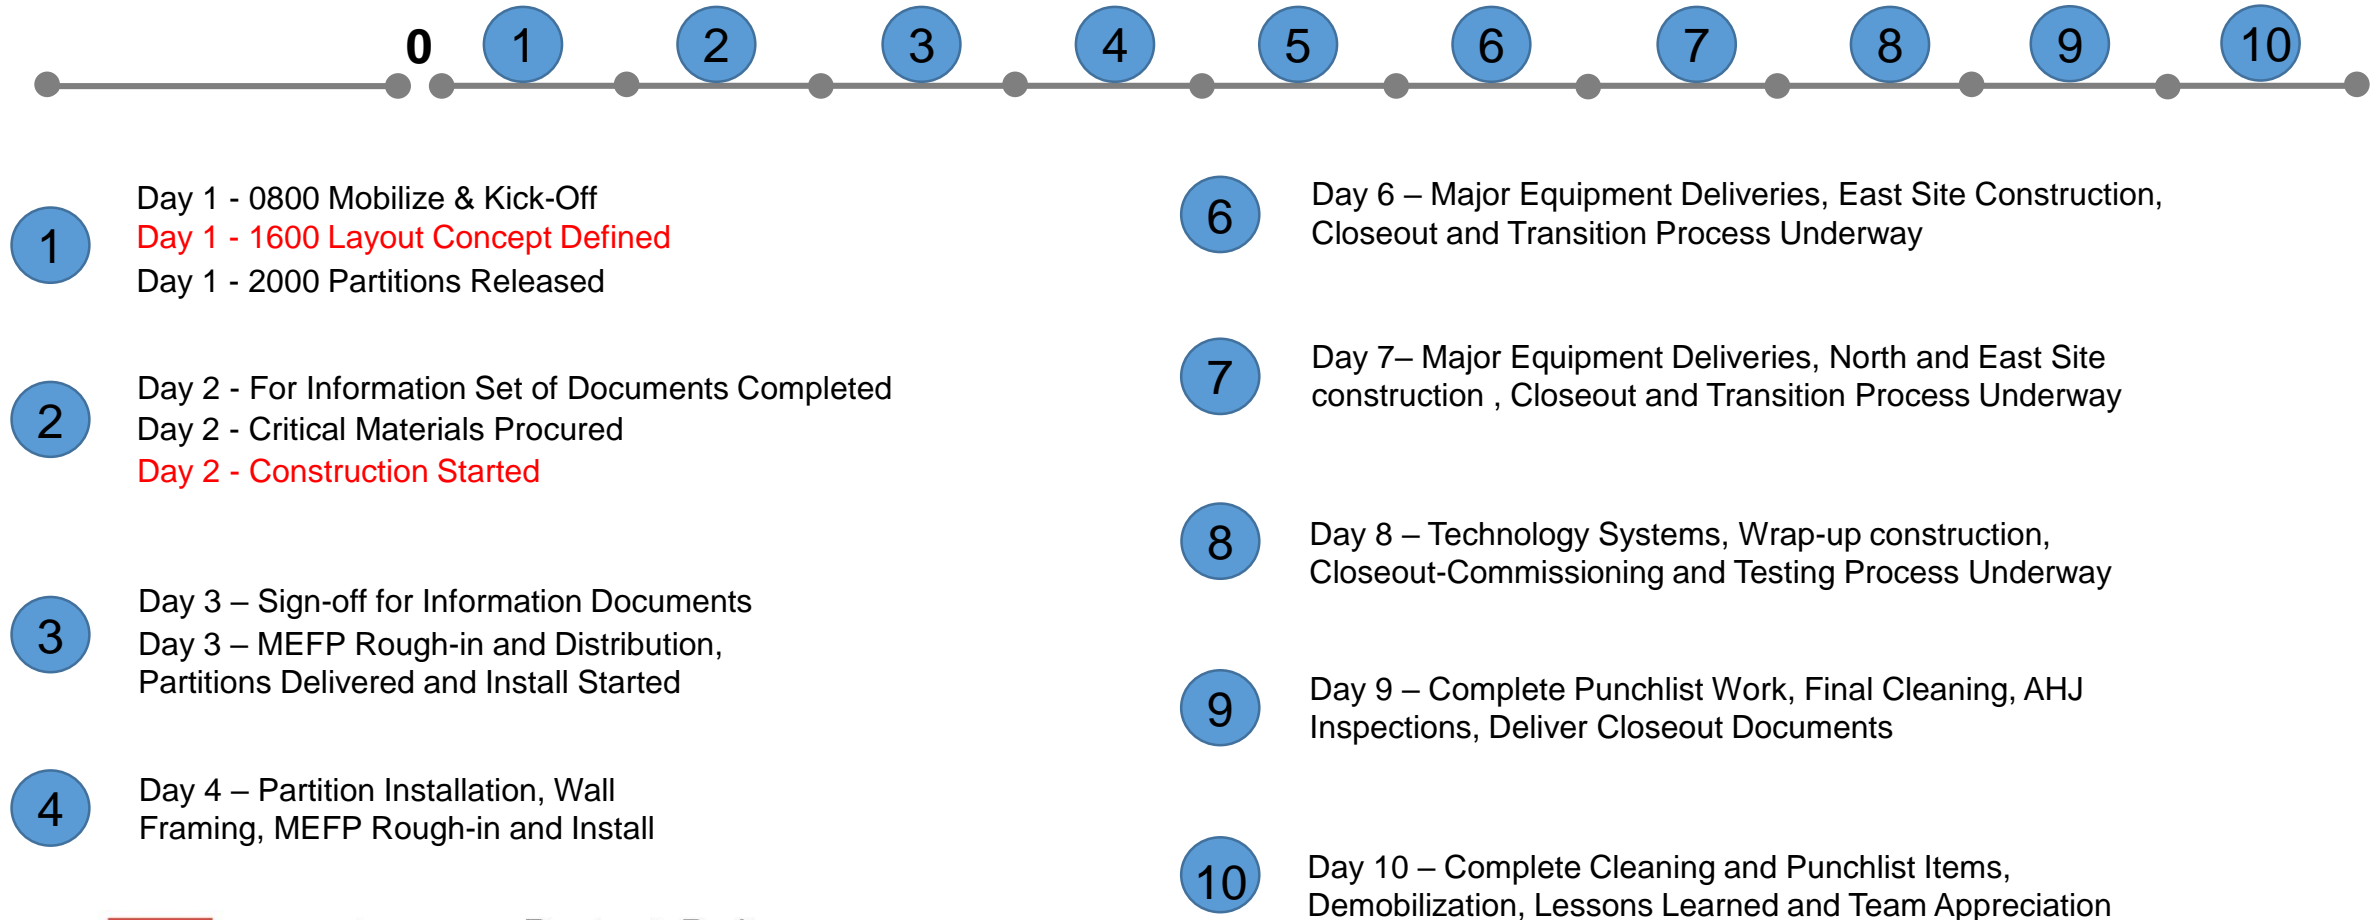 0
1 2 3 4 5 6 7 8 9 10
1
Day 1 - 0800 Mobilize & Kick-Off
Day 1 - 1600 Layout Concept Defined
Day 1 - 2000 Partitions Released
2
Day 2 - For Information Set of Documents Completed
Day 2 - Critical Materials Procured
Day 2 - Construction Started
3
Day 3 – Sign-off for Information Documents
Day 3 – MEFP Rough-in and Distribution,
Partitions Delivered and Install Started
4
Day 4 – Partition Installation, Wall
Framing, MEFP Rough-in and Install
6
Day 6 – Major Equipment Deliveries, East Site Construction,
Closeout and Transition Process Underway
7
Day 7– Major Equipment Deliveries, North and East Site
construction , Closeout and Transition Process Underway
8
Day 8 – Technology Systems, Wrap-up construction,
Closeout-Commissioning and Testing Process Underway
9
Day 9 – Complete Punchlist Work, Final Cleaning, AHJ
Inspections, Deliver Closeout Documents
10
Day 10 – Complete Cleaning and Punchlist Items,
Demobilization, Lessons Learned and Team Appreciation